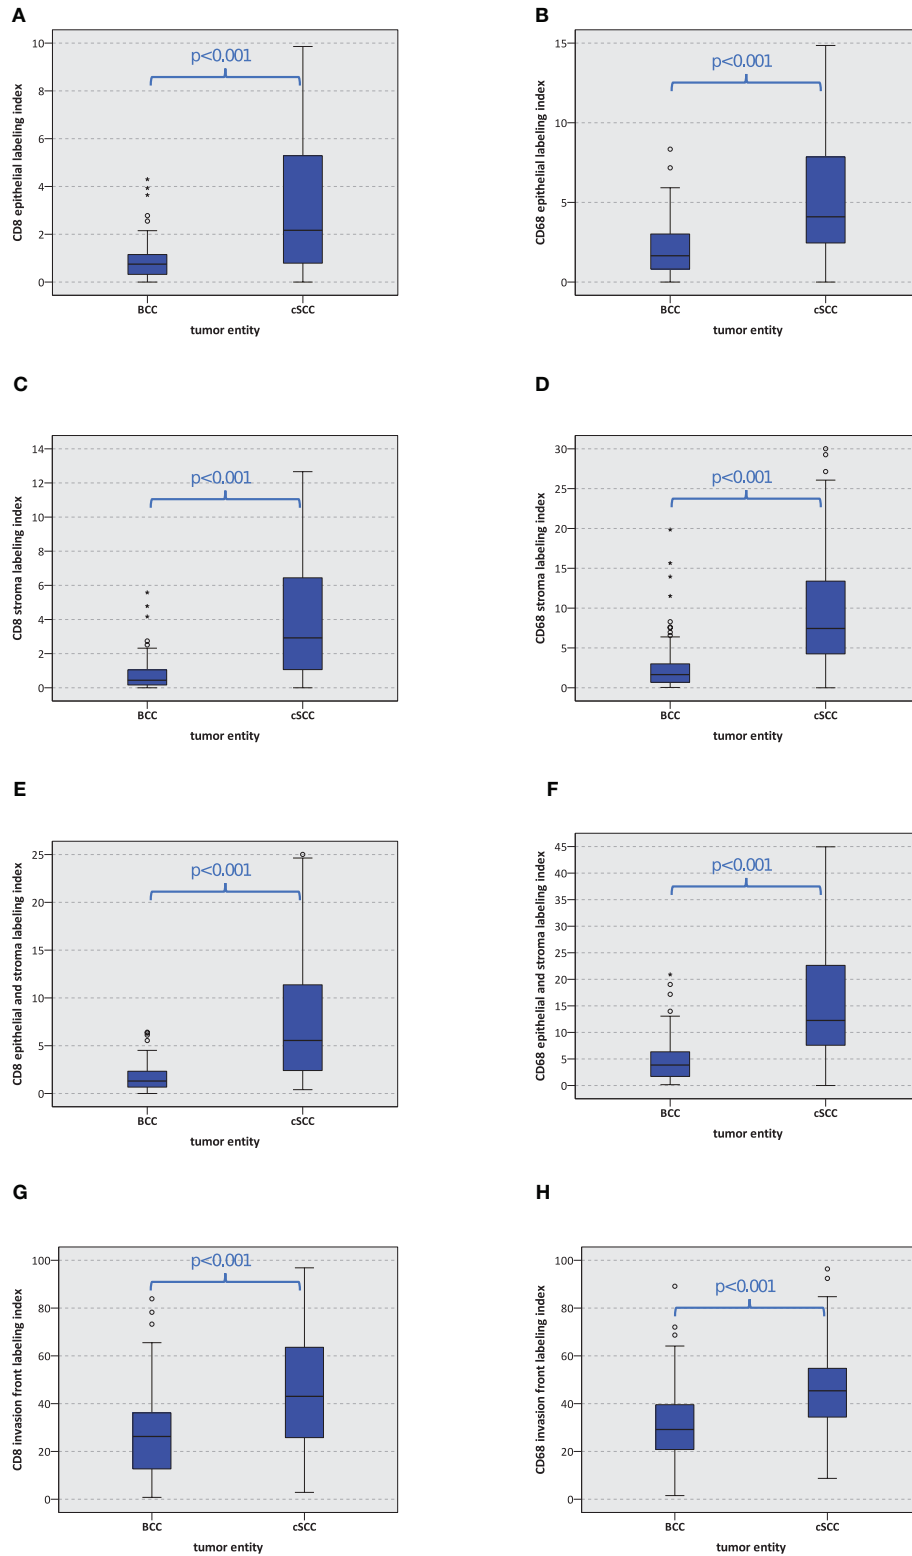 A
CD8 epithelial labeling index
10
8
6
4
2
0
p<0.001
BCC
cSCC
tumor entity
B
CD68 epithelial labeling index
15
10
5
0
p<0.001
BCC
cSCC
tumor entity
C
CD8 stroma labeling index
14
12
10
8
6
4
2
0
p<0.001
BCC
cSCC
tumor entity
D
CD68 stroma labeling index
30
25
20
15
10
5
0
p<0.001
BCC
cSCC
tumor entity
E
CD8 epithelial and stroma labeling index
25
20
15
10
5
0
p<0.001
BCC
cSCC
tumor entity
F
CD68 epithelial and stroma labeling index
45
40
35
30
25
20
15
10
5
0
p<0.001
BCC
cSCC
tumor entity
G
CD8 invasion front labeling index
100
80
60
40
20
0
p<0.001
BCC
cSCC
tumor entity
H
CD68 invasion front labeling index
100
80
60
40
20
0
p<0.001
BCC
cSCC
tumor entity